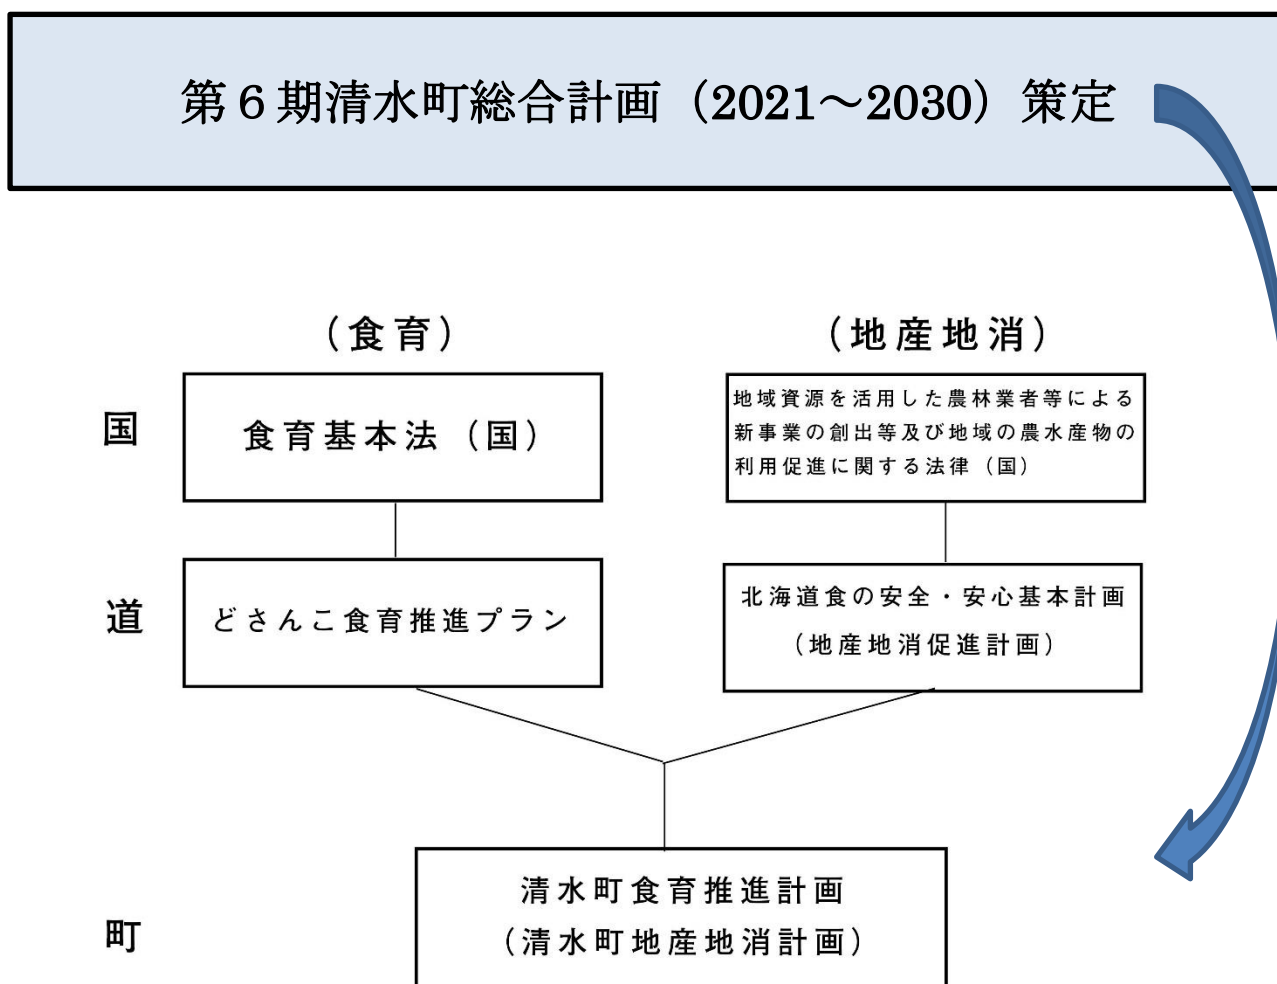 第６期清水町総合計画（2021～2030）策定
（食育）
（地産地消）
国
食育基本法（国）
地域資源を活用した農林業者等による
新事業の創出等及び地域の農水産物の
利用促進に関する法律（国）
道
どさんこ食育推進プラン
北海道食の安全・安心基本計画
（地産地消促進計画）
町
清水町食育推進計画
（清水町地産地消計画）